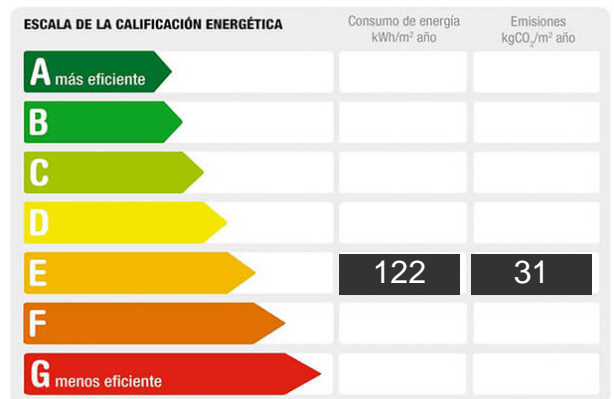 ESCALA DE LA CALIFICACIÓN ENERGÉTICA
Consumo de energía
kWh/m² año
Emisiones
kgCO₂/m² año
A más eficiente
B
C
D
E 122 31
F
G menos eficiente